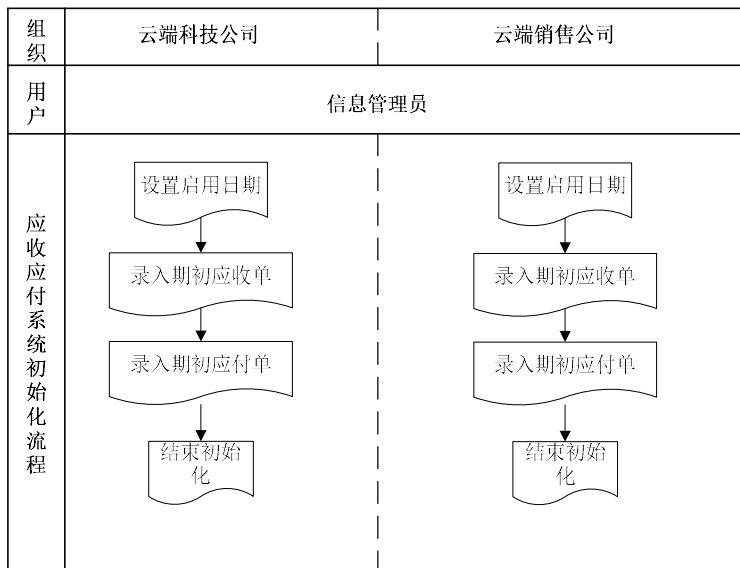 组织
云端科技公司
云端销售公司
用户
信息管理员
应收应付系统初始化流程
设置启用日期
录入期初应收单
录入期初应付单
结束初始
化
设置启用日期
录入期初应收单
录入期初应付单
结束初始
化